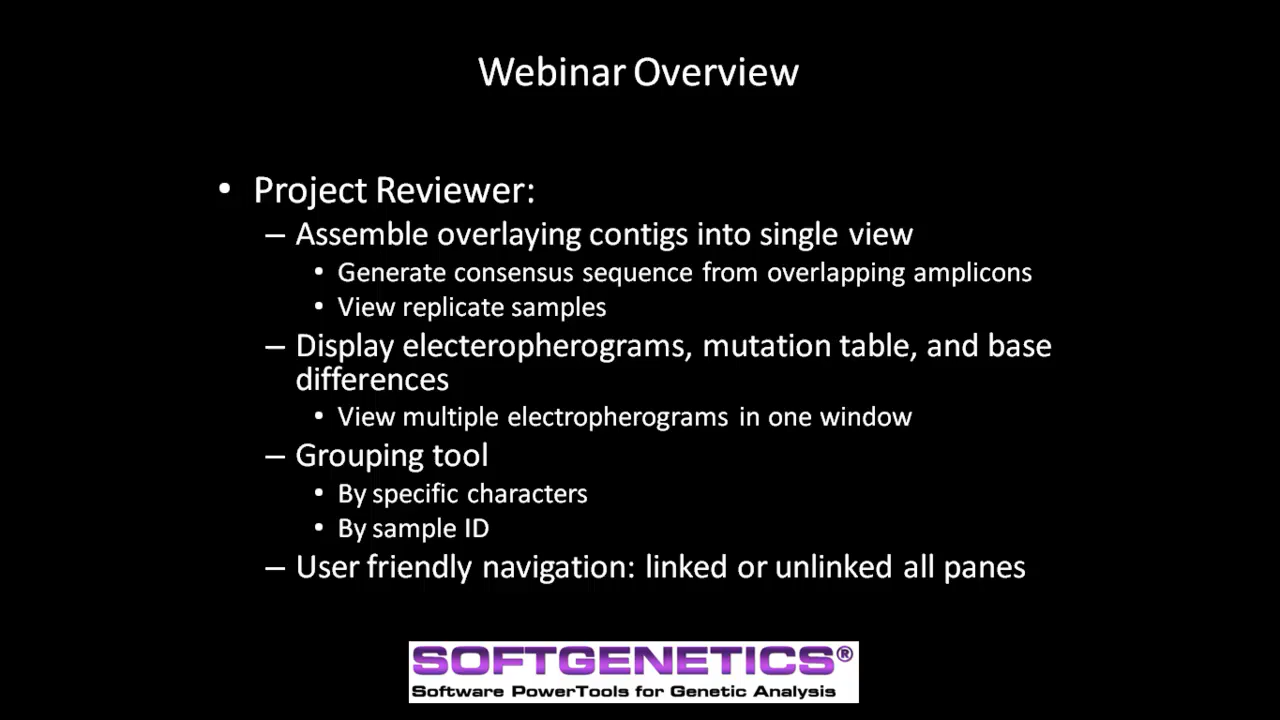 Webinar Overview
• Project Reviewer:
– Assemble overlaying contigs into single view
• Generate consensus sequence from overlapping amplicons
• View replicate samples
– Display electeropherograms, mutation table, and base
differences
• View multiple electropherograms in one window
– Grouping tool
• By specific characters
• By sample ID
– User friendly navigation: linked or unlinked all panes
SOFTGENETICS®
Software PowerTools for Genetic Analysis